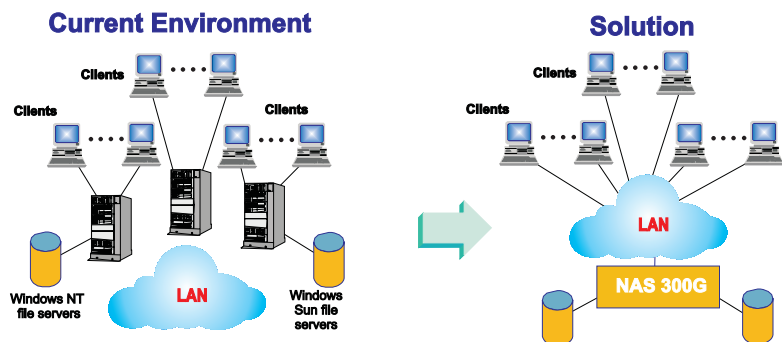 Current Environment
Clients
Clients
Clients
LAN
Windows NT
file servers
Windows
Sun file
servers
Solution
Clients
Clients
LAN
NAS 300G